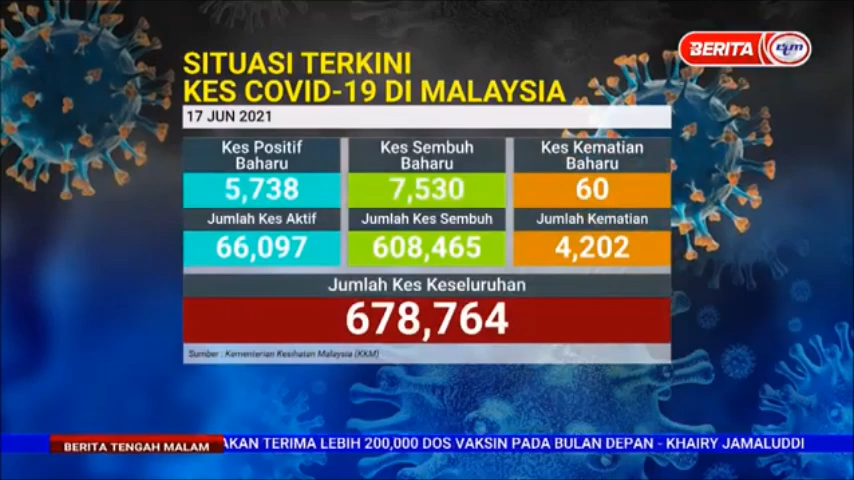 BERITA rtm
SITUASI TERKINI
KES COVID-19 DI MALAYSIA
17 JUN 2021
Kes Positif Baharu
5,738
Kes Sembuh Baharu
7,530
Kes Kematian Baharu
60
Jumlah Kes Aktif
66,097
Jumlah Kes Sembuh
608,465
Jumlah Kematian
4,202
Jumlah Kes Keseluruhan
678,764
Sumber : Kementerian Kesihatan Malaysia (KKM)
BERITA TENGAH MALAM
AKAN TERIMA LEBIH 200,000 DOS VAKSIN PADA BULAN DEPAN - KHAIRY JAMALUDDI